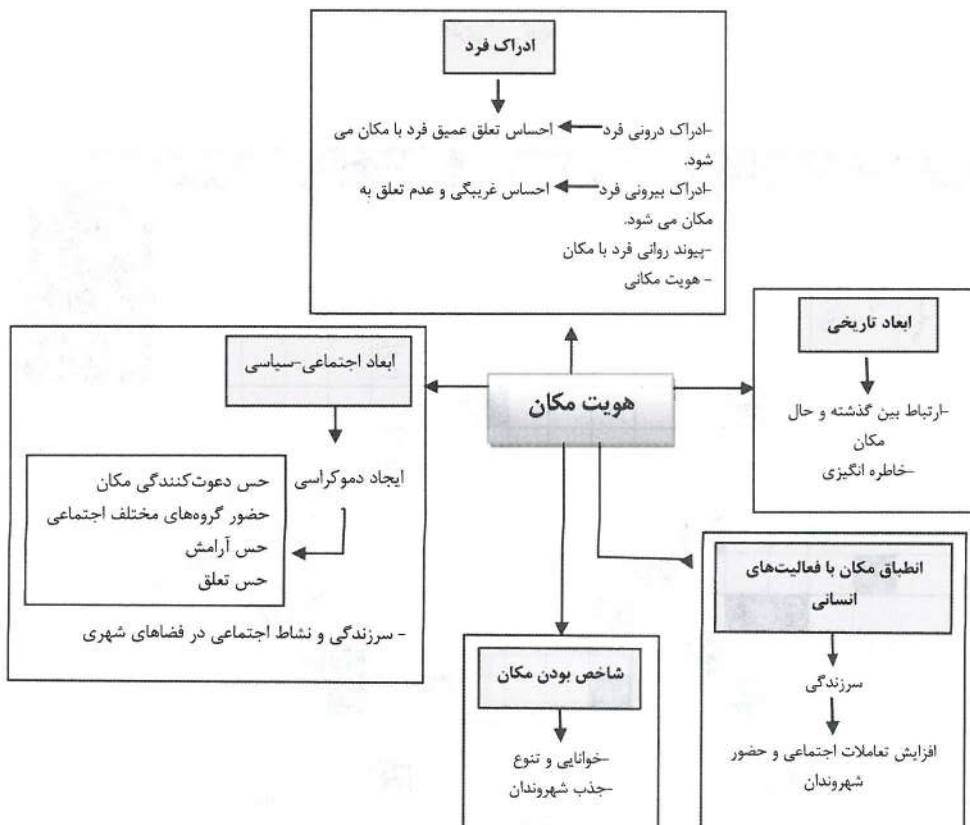 ادراک فرد
-ادراک درونی فرد
احساس تعلق عمیق فرد با مکان می
شود.
-ادراک بیرونی فرد
احساس غریبگی و عدم تعلق به
مکان می شود.
-پیوند روانی فرد با مکان
- هویت مکانی
ابعاد تاریخی
-ارتباط بین گذشته و حال
مکان
-خاطره انگیزی
هویت مکان
ابعاد اجتماعی-سیاسی
ایجاد دموکراسی
حس دعوت‌کنندگی مکان
حضور گروه‌های مختلف اجتماعی
حس آرامش
حس تعلق
- سرزندگی و نشاط اجتماعی در فضاهای شهری
انطباق مکان با فعالیت‌های
انسانی
سرزندگی
افزایش تعاملات اجتماعی و حضور
شهروندان
شاخص بودن مکان
-خوانایی و تنوع
-جذب شهروندان